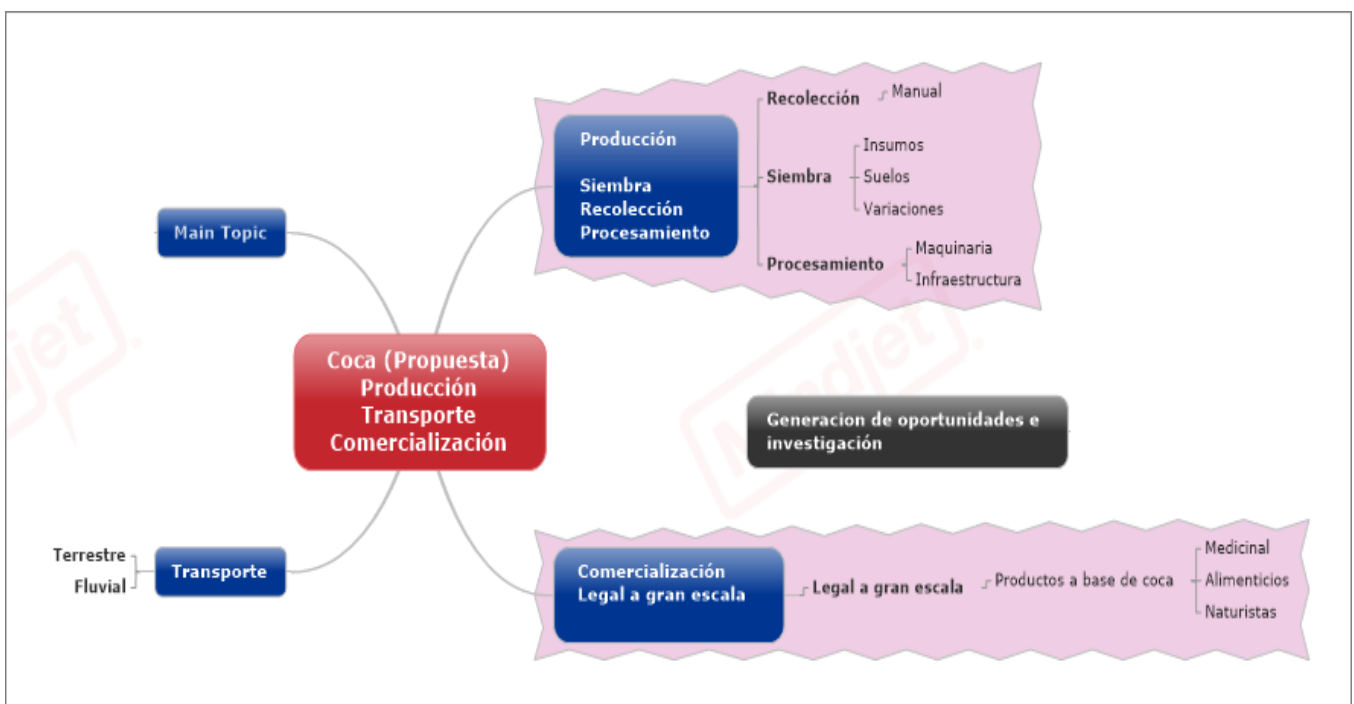 Recolección
Manual
Producción
Siembra
Recolección
Procesamiento
Siembra
Insumos
Suelos
Variaciones
Procesamiento
Maquinaria
Infraestructura
Main Topic
Coca (Propuesta)
Producción
Transporte
Comercialización
Generacion de oportunidades e
investigación
Terrestre
Fluvial
Transporte
Comercialización
Legal a gran escala
Legal a gran escala
Productos a base de coca
Medicinal
Alimenticios
Naturistas
Mindjet